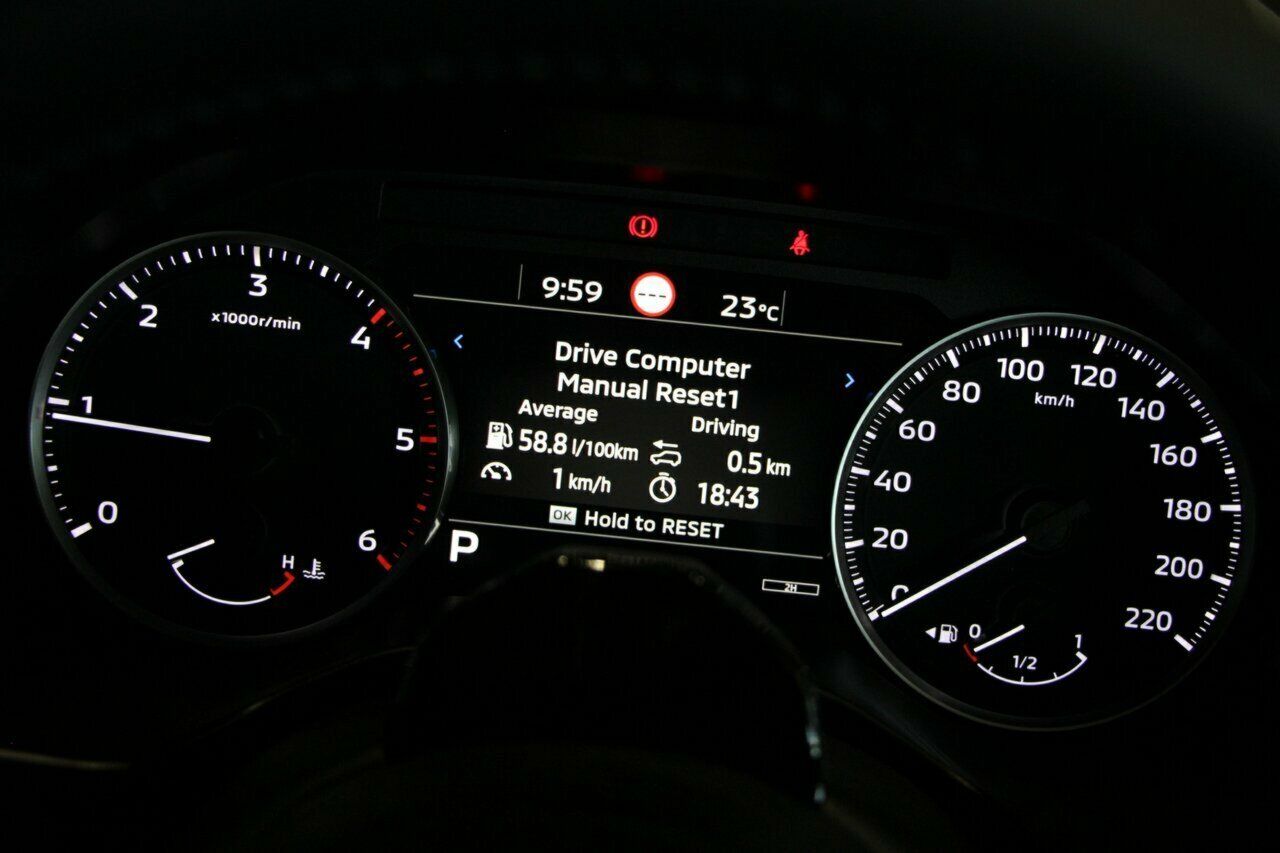 9:59 --- 23°C
Drive Computer
Manual Reset1
Average Driving
58.8 l/100km 0.5 km
1 km/h 18:43
OK Hold to RESET
P
2H
0
1
2
3
4
5
6
x1000r/min
H
0
20
40
60
80
100
120
140
160
180
200
220
km/h
0
1/2
1